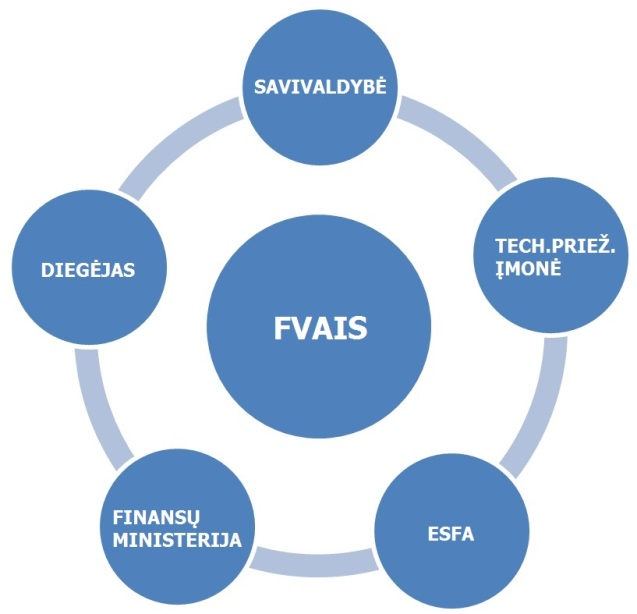 SAVIVALDYBĖ
TECH.PRIEŽ.
ĮMONĖ
DIEGĖJAS
FVAIS
FINANSŲ
MINISTERIJA
ESFA